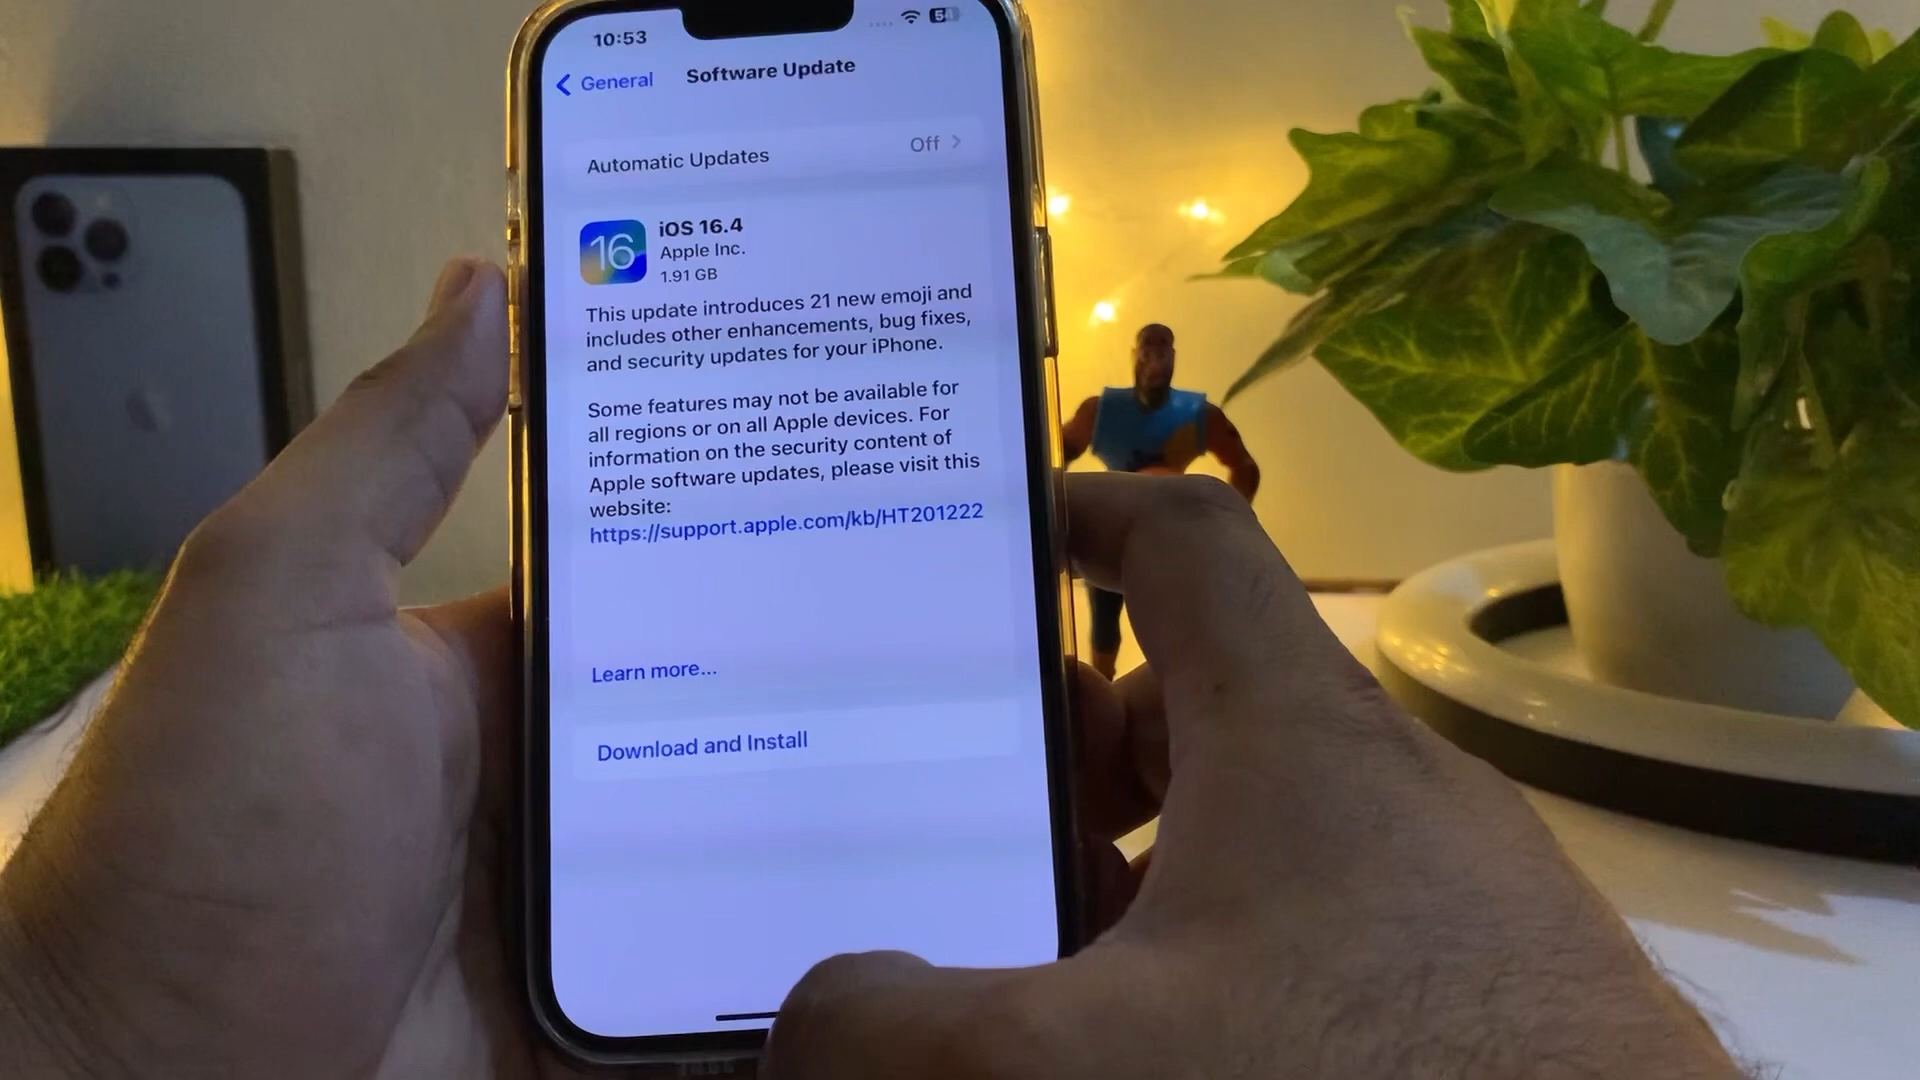 10:53
General
Software Update
Automatic Updates
Off
16
iOS 16.4
Apple Inc.
1.91 GB
This update introduces 21 new emoji and
includes other enhancements, bug fixes,
and security updates for your iPhone.
Some features may not be available for
all regions or on all Apple devices. For
information on the security content of
Apple software updates, please visit this
website:
https://support.apple.com/kb/HT201222
Learn more...
Download and Install